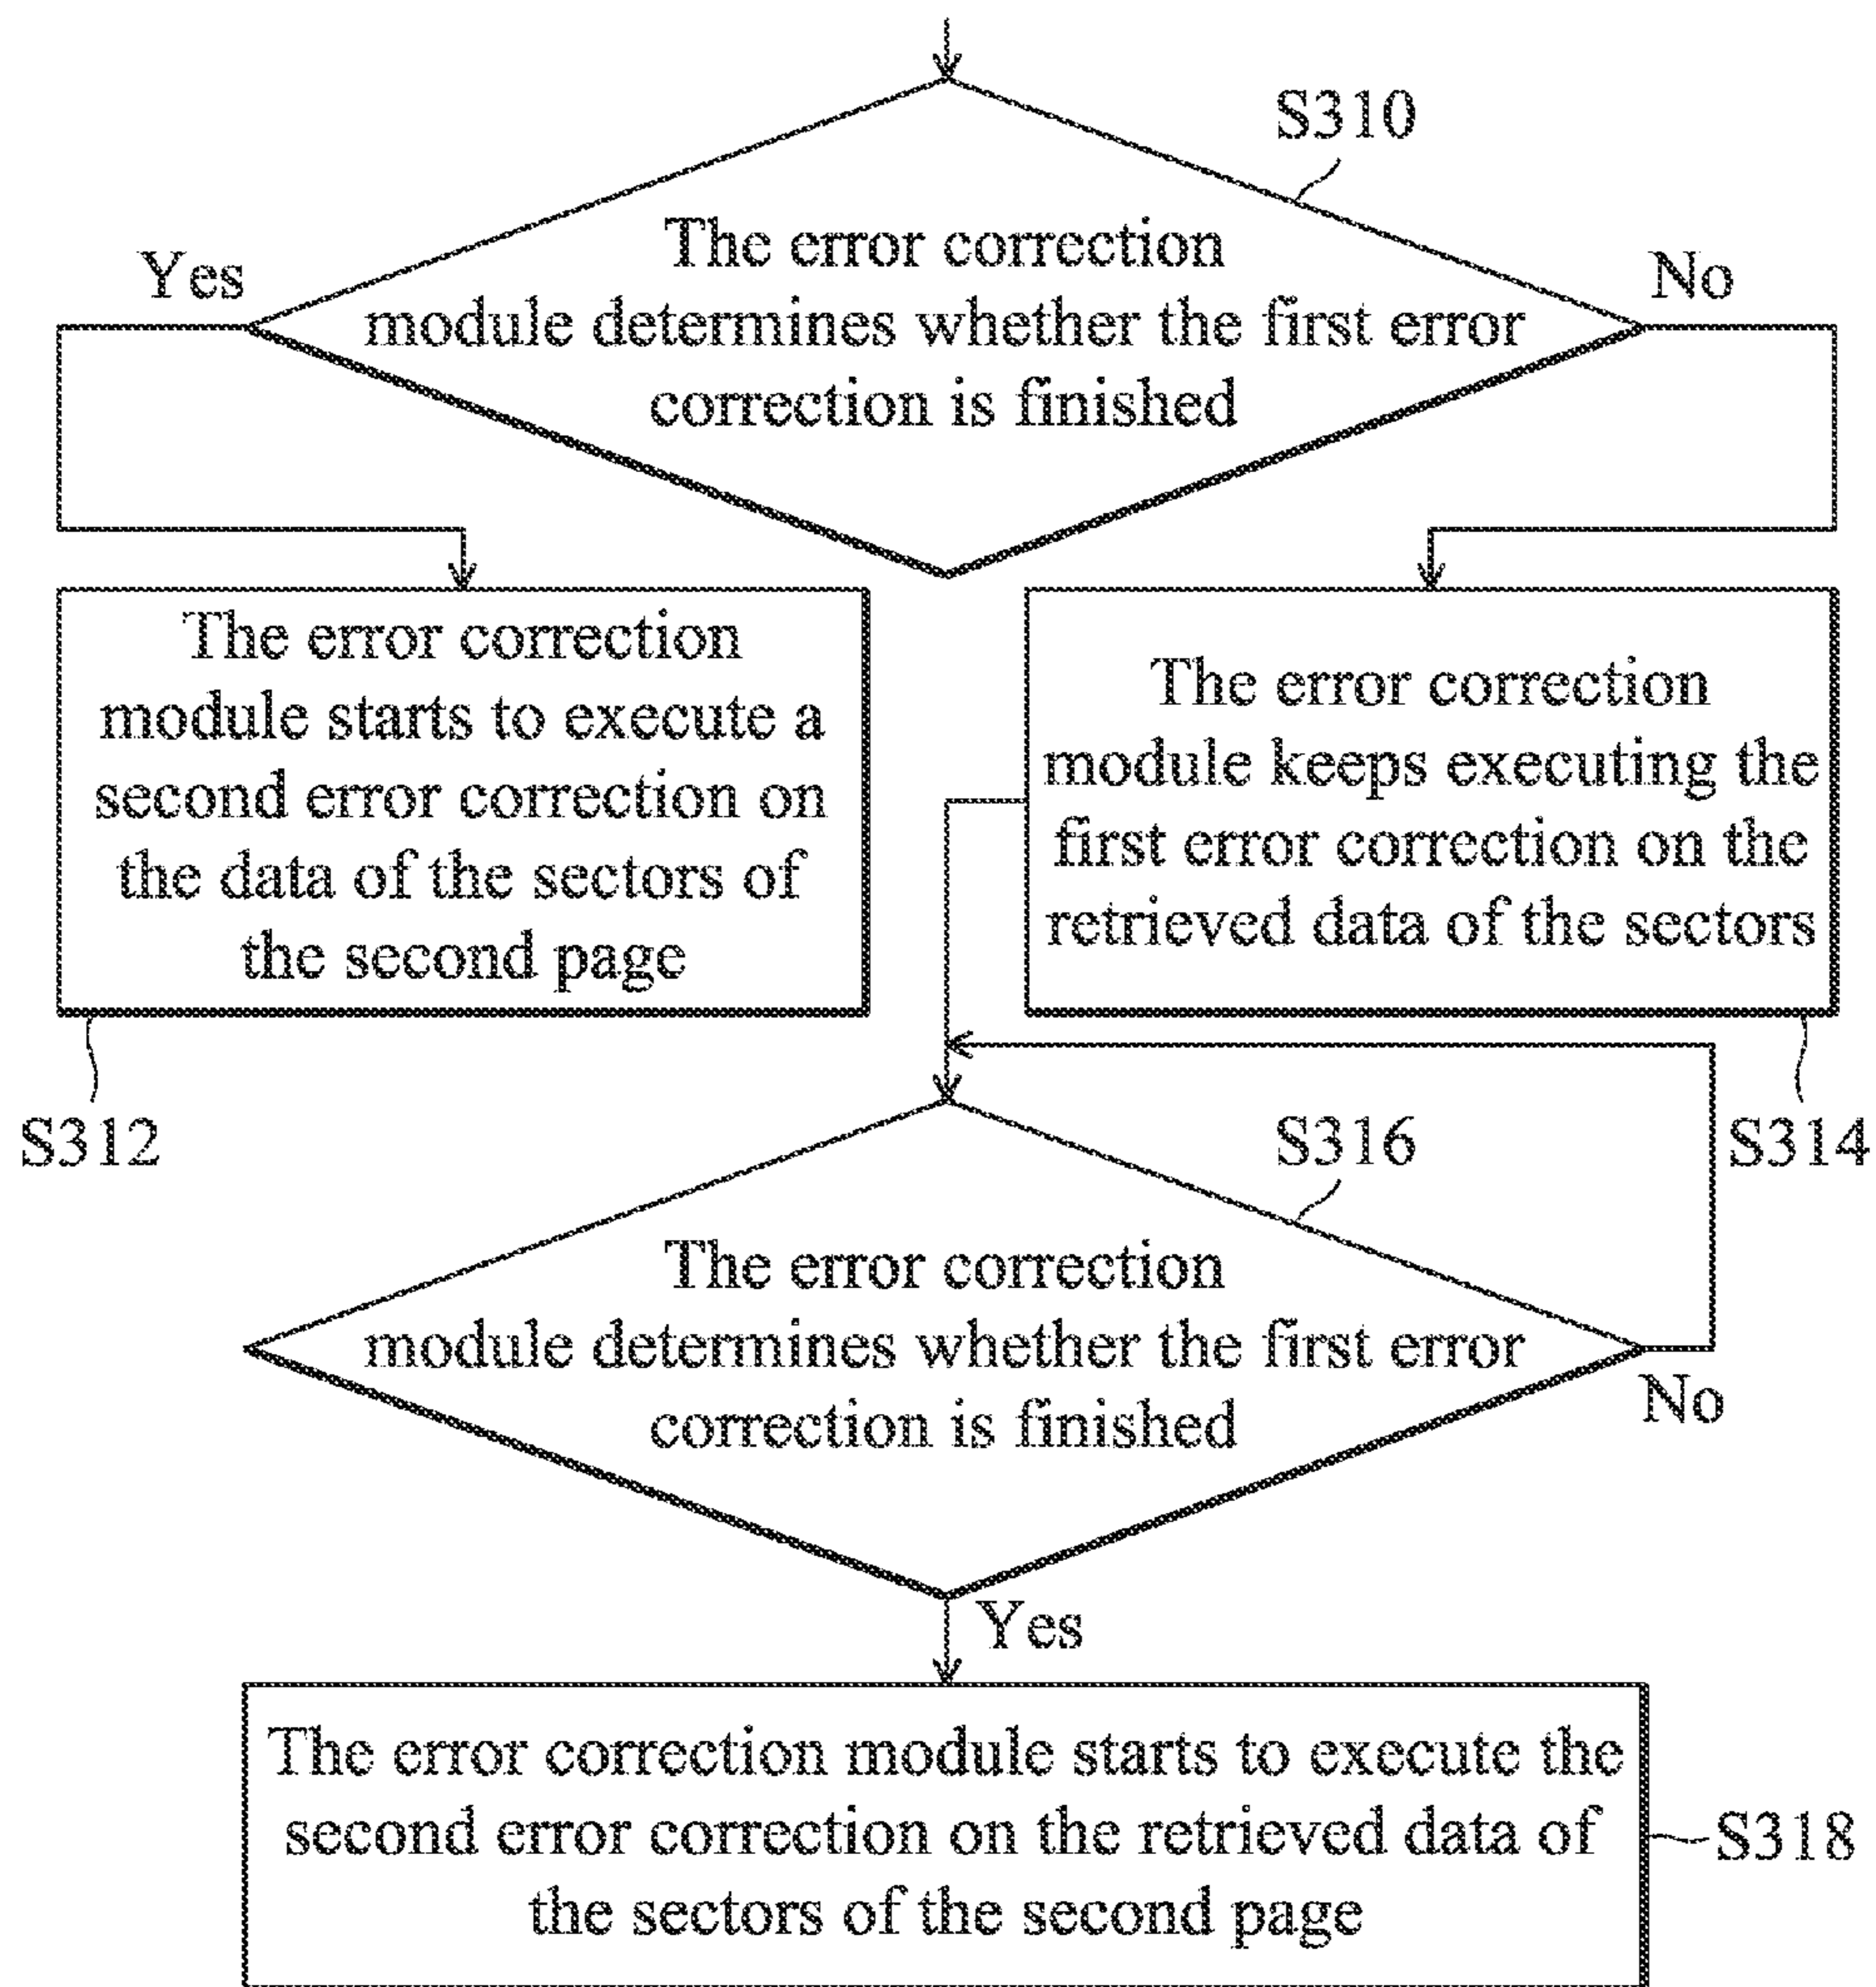 S310
The error correction
module determines whether the first error
correction is finished
Yes
No
The error correction
module starts to execute a
second error correction on
the data of the sectors of
the second page
S312
The error correction
module keeps executing the
first error correction on the
retrieved data of the sectors
S314
S316
The error correction
module determines whether the first error
correction is finished
No
Yes
The error correction module starts to execute the
second error correction on the retrieved data of
the sectors of the second page
S318